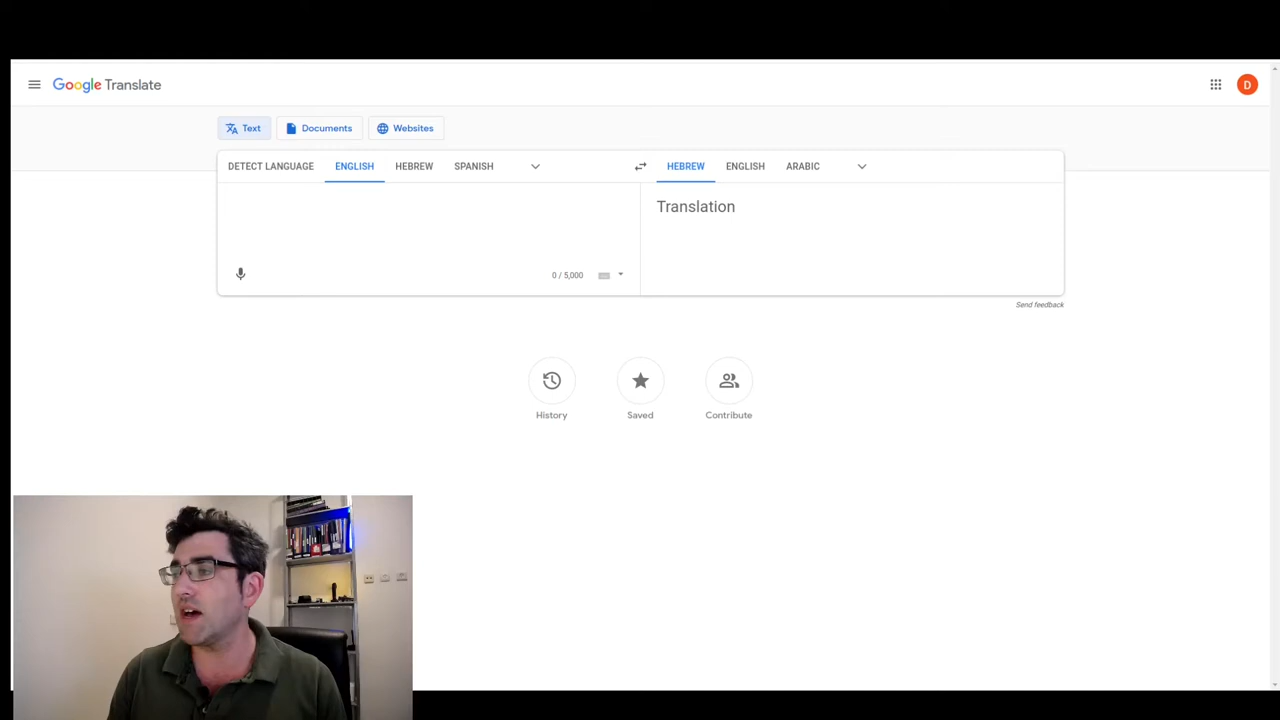 Google Translate
D
Text Documents Websites
DETECT LANGUAGE ENGLISH HEBREW SPANISH HEBREW ENGLISH ARABIC
Translation
0 / 5,000
Send feedback
History Saved Contribute